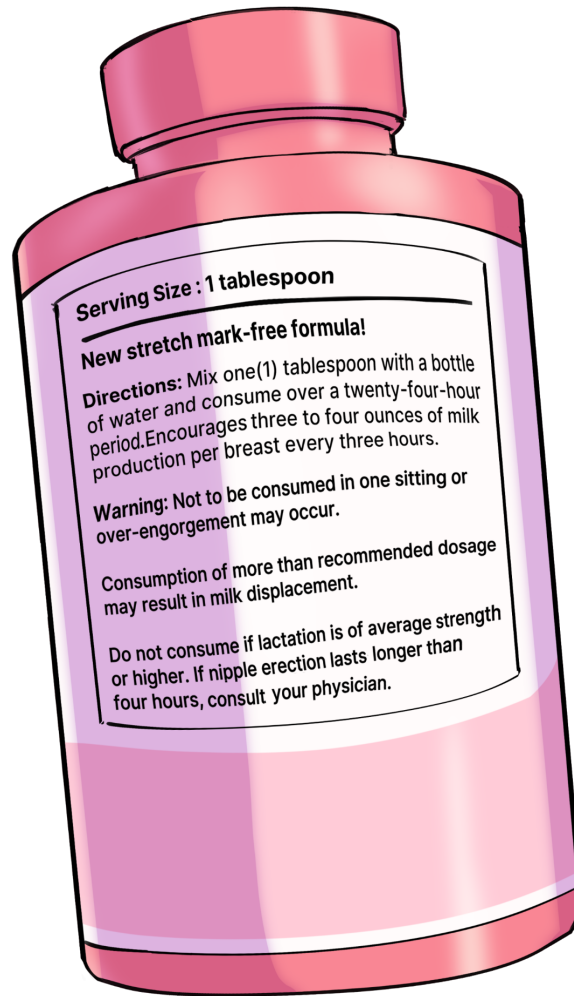 Serving Size : 1 tablespoon
New stretch mark-free formula!
Directions: Mix one(1) tablespoon with a bottle
of water and consume over a twenty-four-hour
period.Encourages three to four ounces of milk
production per breast every three hours.
Warning: Not to be consumed in one sitting or
over-engorgement may occur.
Consumption of more than recommended dosage
may result in milk displacement.
Do not consume if lactation is of average strength
or higher. If nipple erection lasts longer than
four hours, consult your physician.